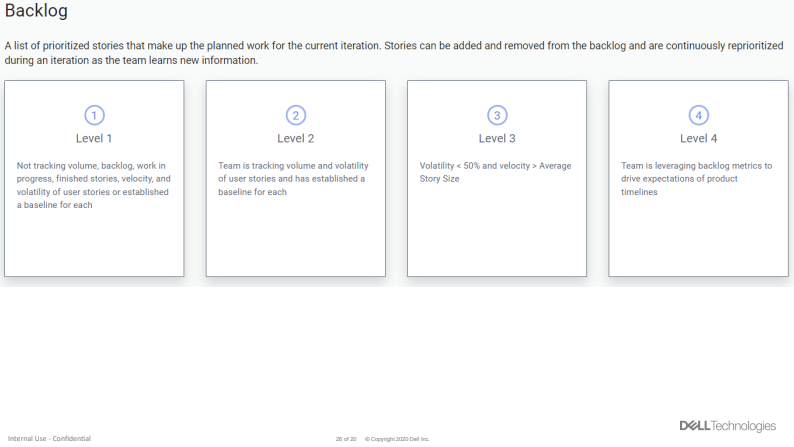 Backlog
A list of prioritized stories that make up the planned work for the current iteration. Stories can be added and removed from the backlog and are continuously reprioritized
during an iteration as the team learns new information.
1
Level 1
Not tracking volume, backlog, work in
progress, finished stories, velocity, and
volatility of user stories or established
a baseline for each
2
Level 2
Team is tracking volume and volatility
of user stories and has established a
baseline for each
3
Level 3
Volatility < 50% and velocity > Average
Story Size
4
Level 4
Team is leveraging backlog metrics to
drive expectations of product
timelines
DELLTechnologies
Internal Use - Confidential
26 of 20 © Copyright 2020 Dell Inc.